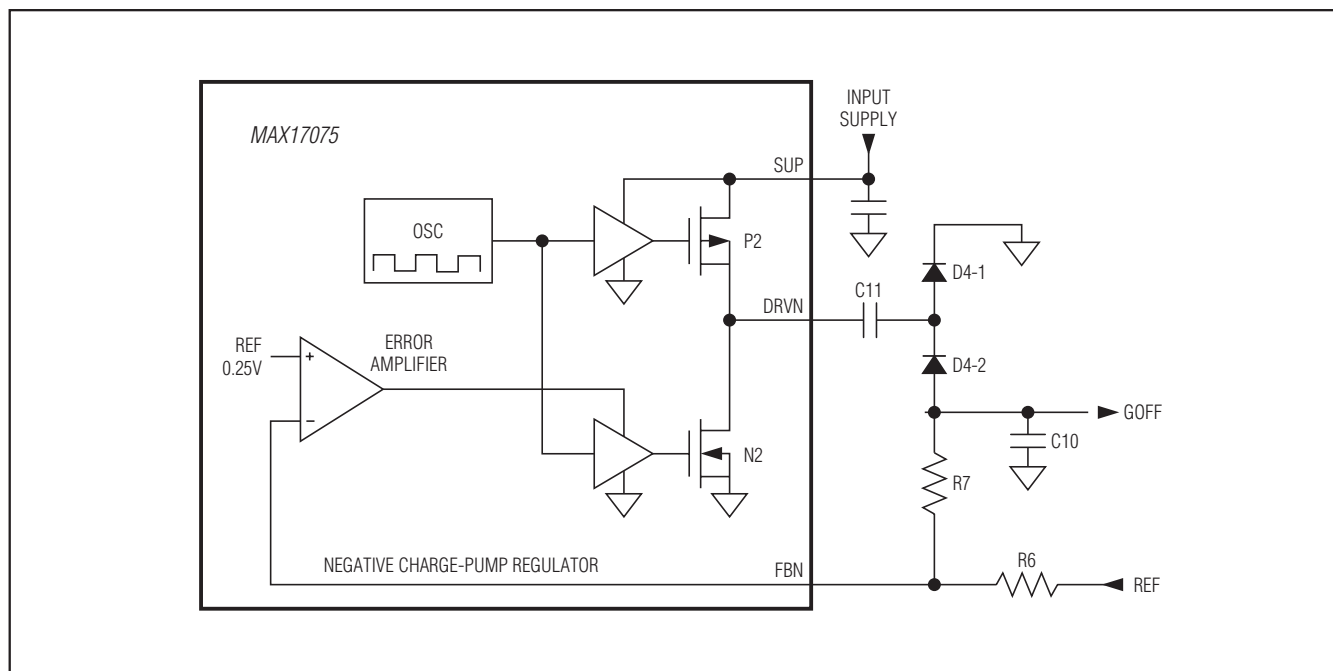 MAX17075
INPUT
SUPPLY
SUP
OSC
P2
D4-1
C11
DRVN
REF
0.25V
+
ERROR
AMPLIFIER
D4-2
GOFF
−
N2
C10
R7
NEGATIVE CHARGE-PUMP REGULATOR
FBN
R6
REF